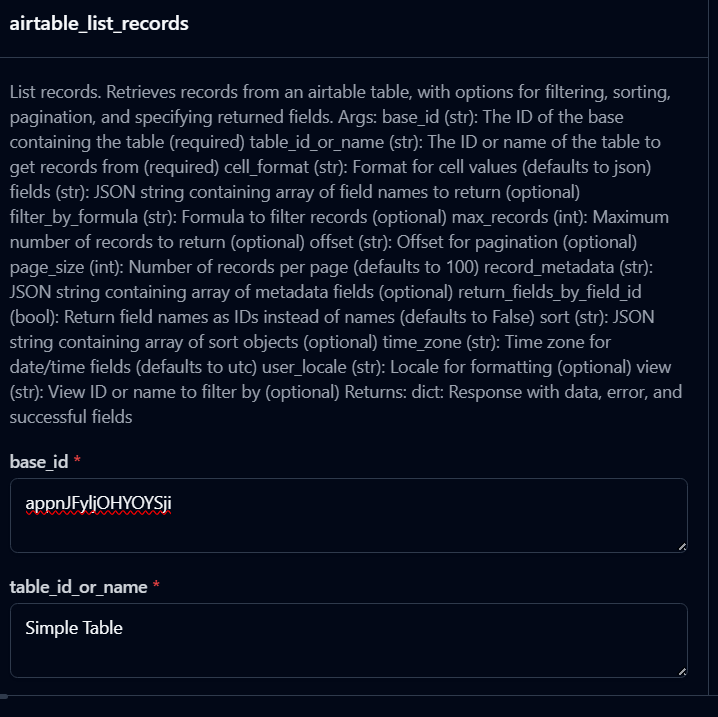 airtable_list_records
List records. Retrieves records from an airtable table, with options for filtering, sorting,
pagination, and specifying returned fields. Args: base_id (str): The ID of the base
containing the table (required) table_id_or_name (str): The ID or name of the table to
get records from (required) cell_format (str): Format for cell values (defaults to json)
fields (str): JSON string containing array of field names to return (optional)
filter_by_formula (str): Formula to filter records (optional) max_records (int): Maximum
number of records to return (optional) offset (str): Offset for pagination (optional)
page_size (int): Number of records per page (defaults to 100) record_metadata (str):
JSON string containing array of metadata fields (optional) return_fields_by_field_id
(bool): Return field names as IDs instead of names (defaults to False) sort (str): JSON
string containing array of sort objects (optional) time_zone (str): Time zone for
date/time fields (defaults to utc) user_locale (str): Locale for formatting (optional) view
(str): View ID or name to filter by (optional) Returns: dict: Response with data, error, and
successful fields
base_id *
appnJFyljOHYOYSji
table_id_or_name *
Simple Table